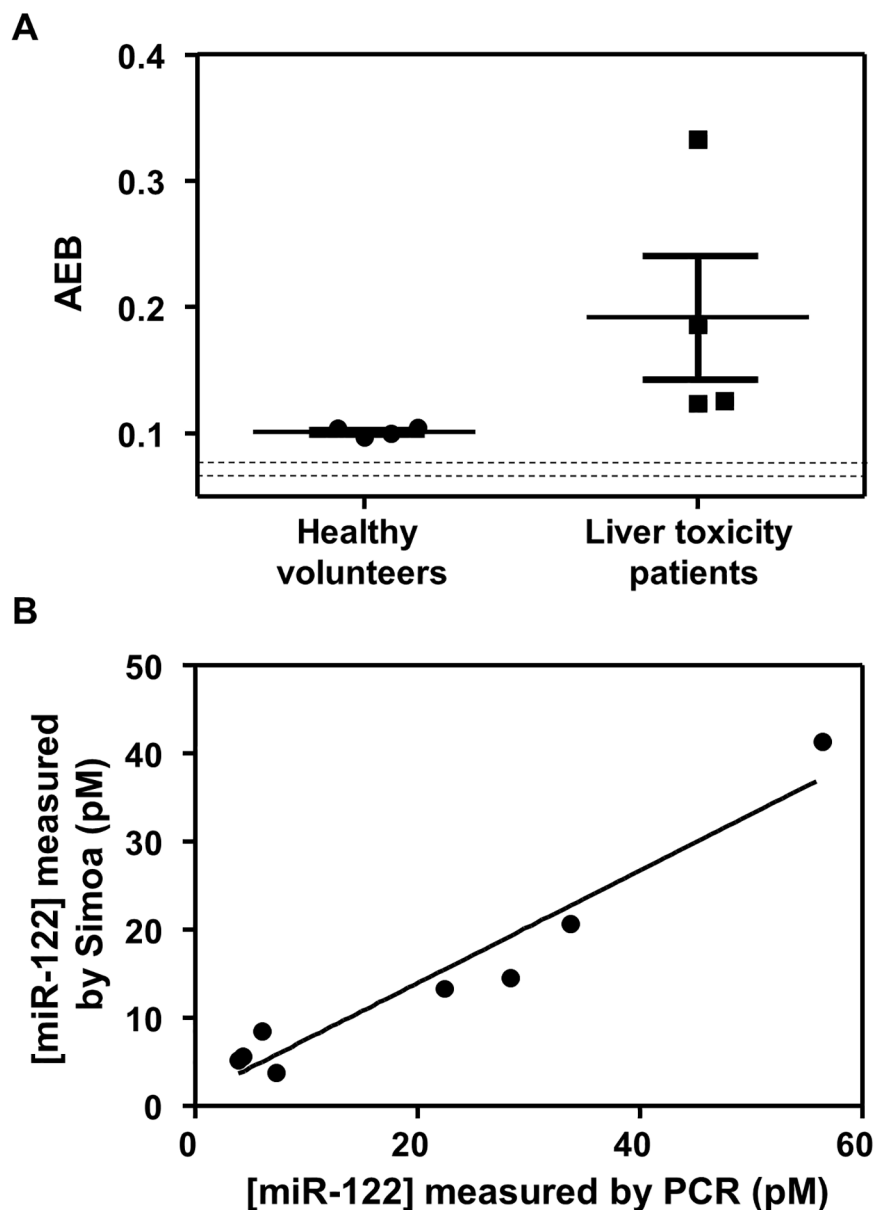 A
0.4
0.3
0.2
0.1
AEB
Healthy
volunteers
Liver toxicity
patients
B
50
40
30
20
10
0
[miR-122] measured
by Simoa (pM)
0 20 40 60
[miR-122] measured by PCR (pM)